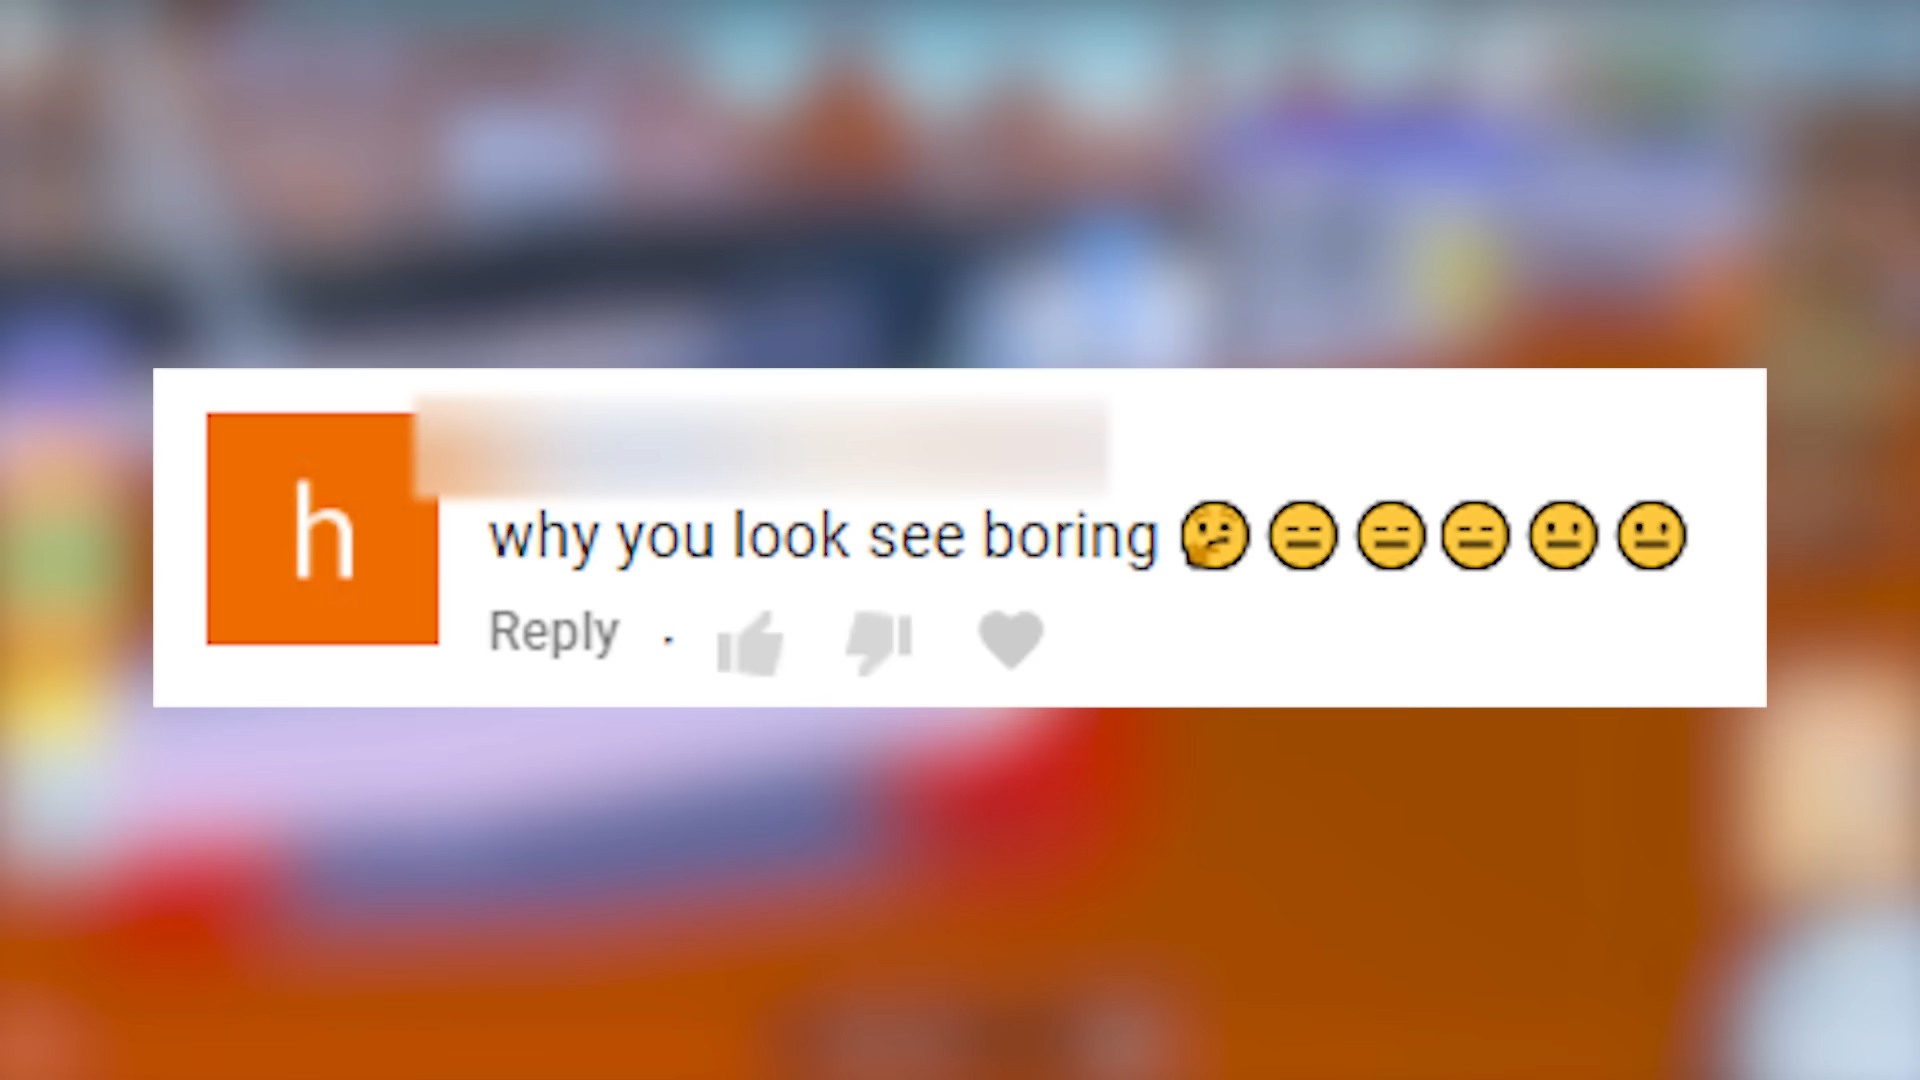 h
why you look see boring 🤔😑😑😑😐😐
Reply ·